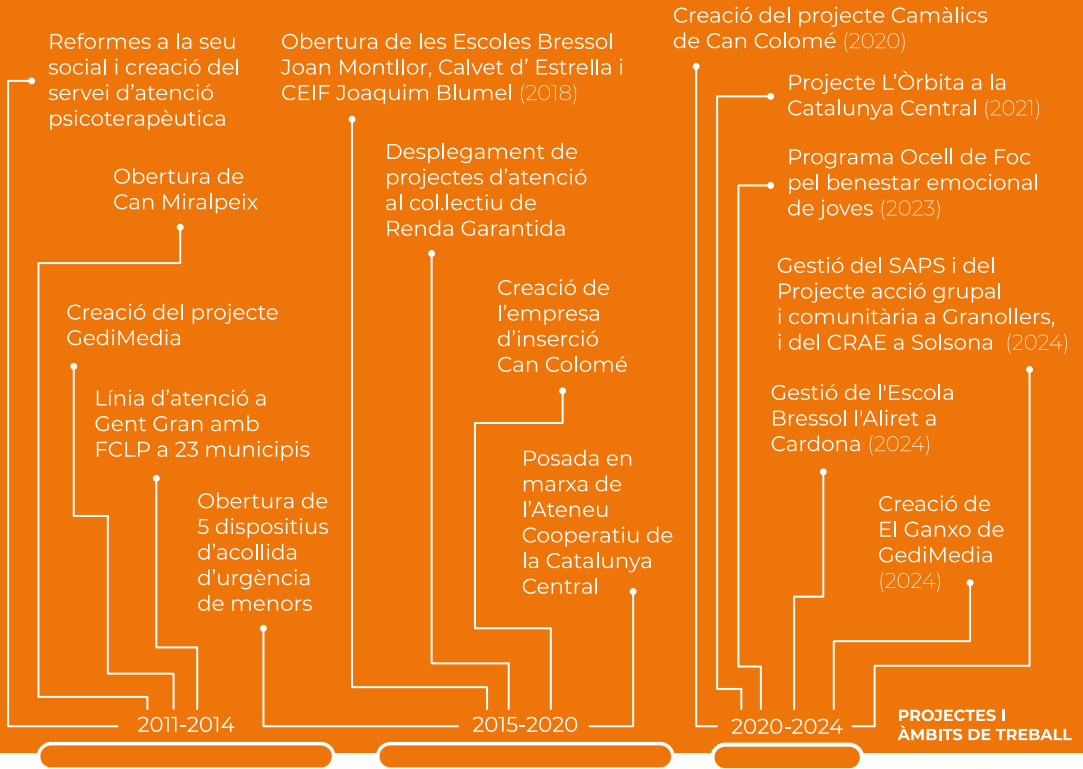 Reformes a la seu
social i creació del
servei d'atenció
psicoterapèutica
Obertura de
Can Miralpeix
Creació del projecte
GediMedia
Línia d'atenció a
Gent Gran amb
FCLP a 23 municipis
Obertura de
5 dispositius
d'acollida
d'urgència
de menors
2011-2014
Obertura de les Escoles Bressol
Joan Montllor, Calvet d' Estrella i
CEIF Joaquim Blumel (2018)
Desplegament de
projectes d'atenció
al col.lectiu de
Renda Garantida
Creació de
l'empresa
d'inserció
Can Colomé
Posada en
marxa de
l'Ateneu
Cooperatiu de
la Catalunya
Central
2015-2020
Creació del projecte Camàlics
de Can Colomé (2020)
Projecte L'Òrbita a la
Catalunya Central (2021)
Programa Ocell de Foc
pel benestar emocional
de joves (2023)
Gestió del SAPS i del
Projecte acció grupal
i comunitària a Granollers,
i del CRAE a Solsona (2024)
Gestió de l'Escola
Bressol l'Aliret a
Cardona (2024)
Creació de
El Ganxo de
GediMedia
(2024)
2020-2024
PROJECTES I
ÀMBITS DE TREBALL